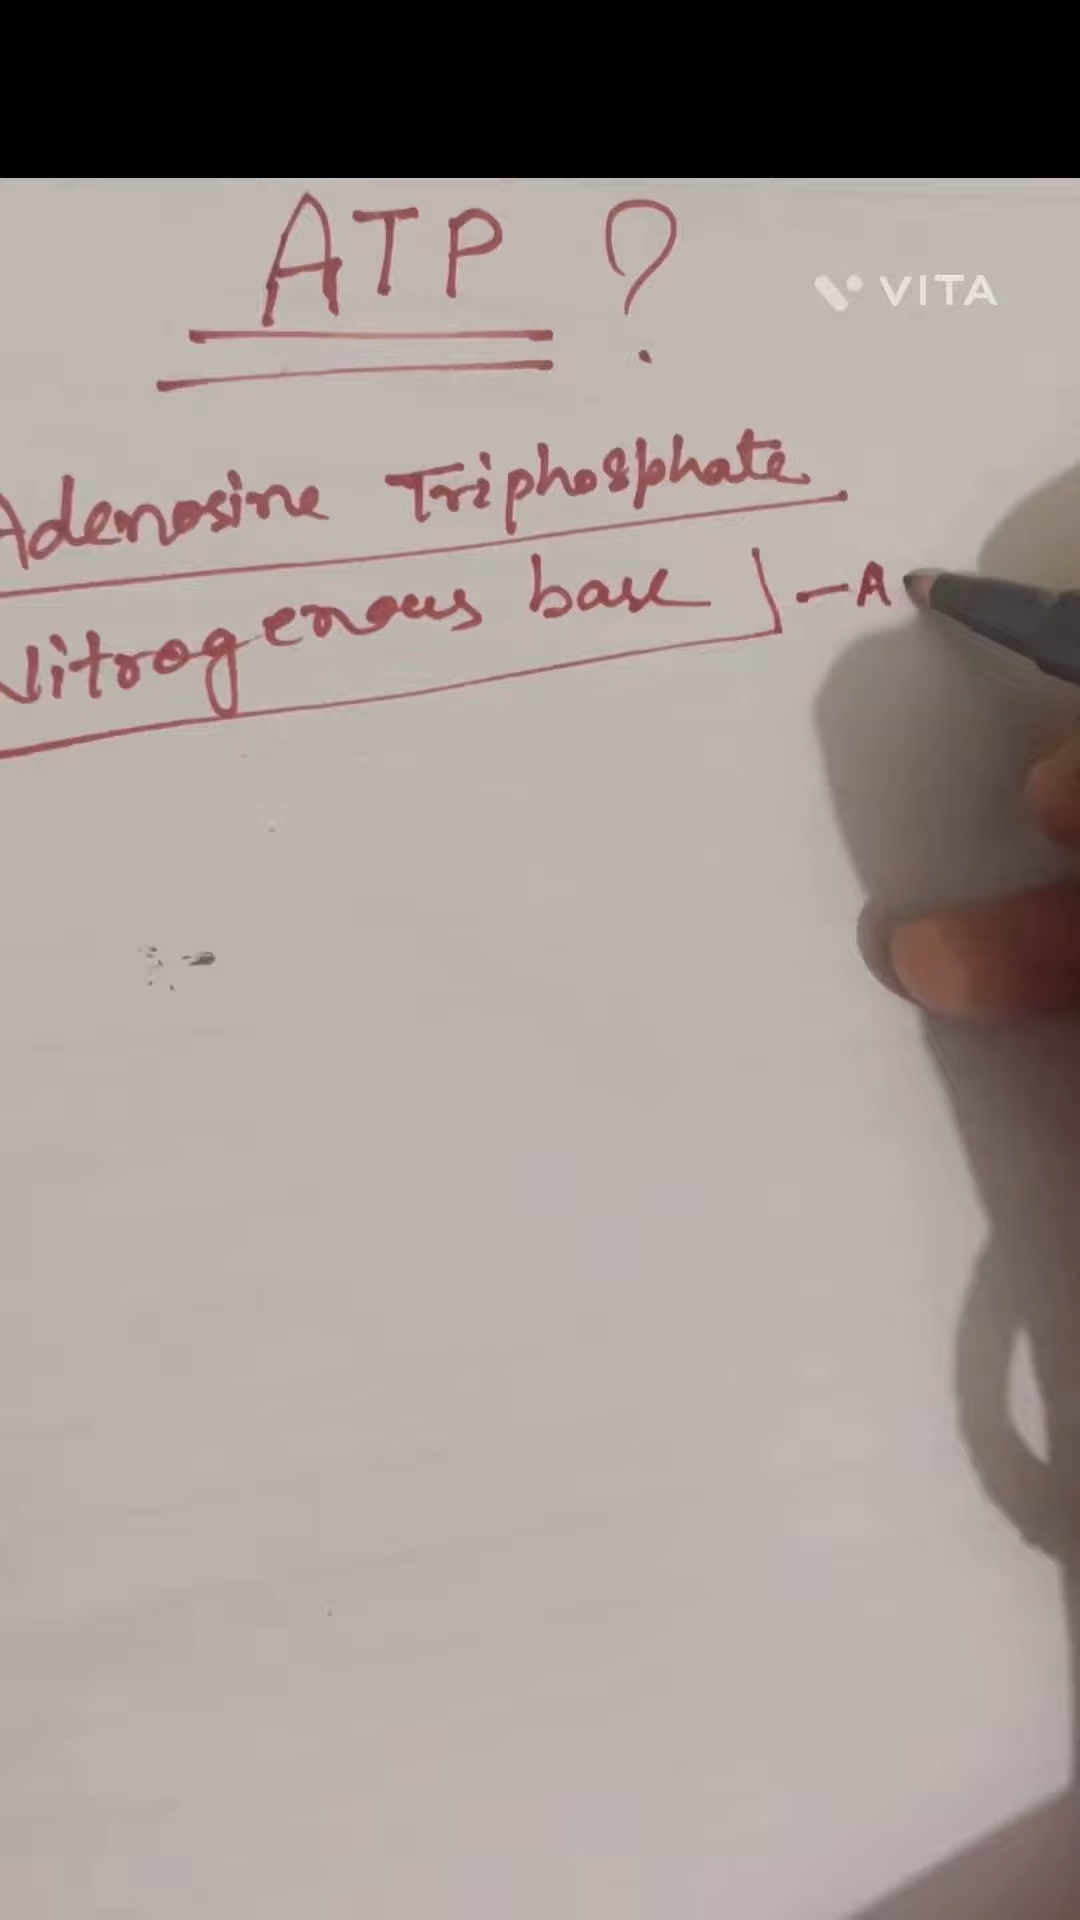 ATP ?
VITA
Adenosine Triphosphate
Nitrogenous base ] - A